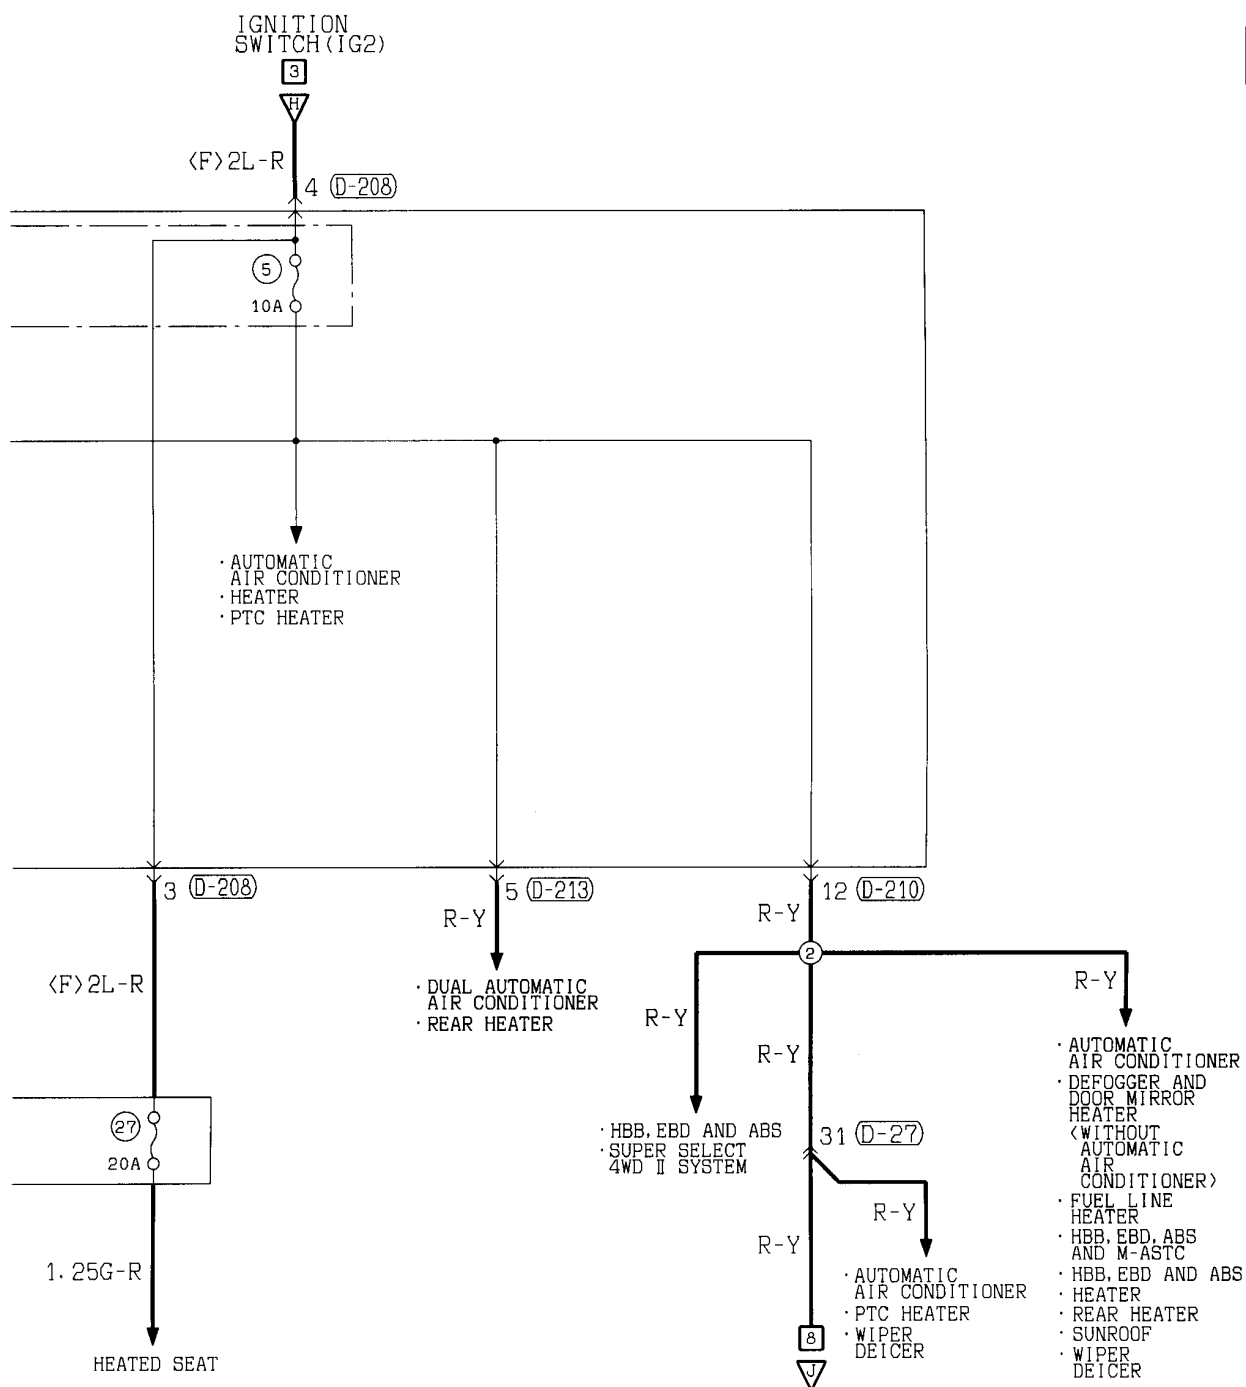 IGNITION
SWITCH(IG2)
3
H
<F>2L-R
4 (D-208)
5
10A
· AUTOMATIC
AIR CONDITIONER
· HEATER
· PTC HEATER
3 (D-208)
5 (D-213)
12 (D-210)
R-Y
R-Y
2
<F>2L-R
R-Y
· DUAL AUTOMATIC
AIR CONDITIONER
· REAR HEATER
R-Y
R-Y
· AUTOMATIC
AIR CONDITIONER
· DEFOGGER AND
DOOR MIRROR
HEATER
<WITHOUT
AUTOMATIC
AIR
CONDITIONER>
· FUEL LINE
HEATER
· HBB, EBD, ABS
AND M-ASTC
· HBB, EBD AND ABS
· HEATER
· REAR HEATER
· SUNROOF
· WIPER
DEICER
· HBB, EBD AND ABS
· SUPER SELECT
4WD II SYSTEM
31 (D-27)
27
20A
R-Y
R-Y
1.25G-R
· AUTOMATIC
AIR CONDITIONER
· PTC HEATER
· WIPER
DEICER
8
J
HEATED SEAT